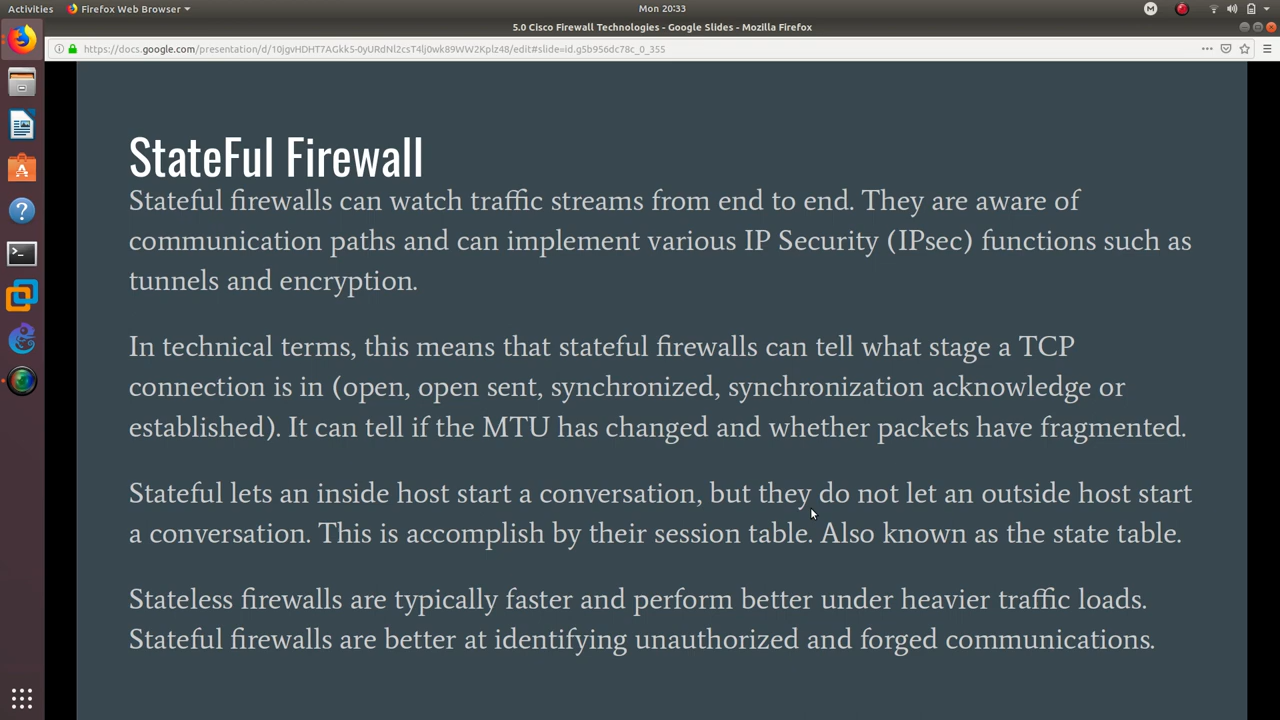 Activities Firefox Web Browser Mon 20:33
5.0 Cisco Firewall Technologies - Google Slides - Mozilla Firefox
StateFul Firewall
Stateful firewalls can watch traffic streams from end to end. They are aware of
communication paths and can implement various IP Security (IPsec) functions such as
tunnels and encryption.
In technical terms, this means that stateful firewalls can tell what stage a TCP
connection is in (open, open sent, synchronized, synchronization acknowledge or
established). It can tell if the MTU has changed and whether packets have fragmented.
Stateful lets an inside host start a conversation, but they do not let an outside host start
a conversation. This is accomplish by their session table. Also known as the state table.
Stateless firewalls are typically faster and perform better under heavier traffic loads.
Stateful firewalls are better at identifying unauthorized and forged communications.